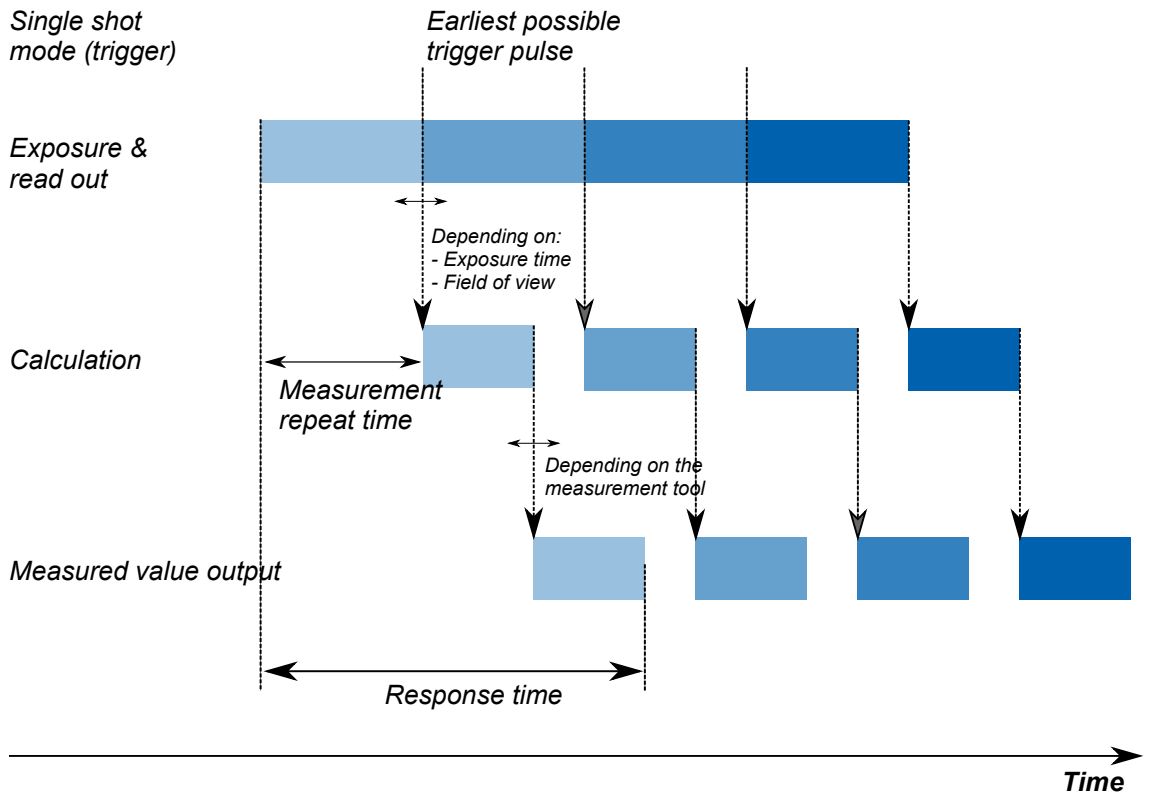 Single shot
mode (trigger)
Earliest possible
trigger pulse
Exposure &
read out
Depending on:
- Exposure time
- Field of view
Calculation
Measurement
repeat time
Depending on the
measurement tool
Measured value output
Response time
Time